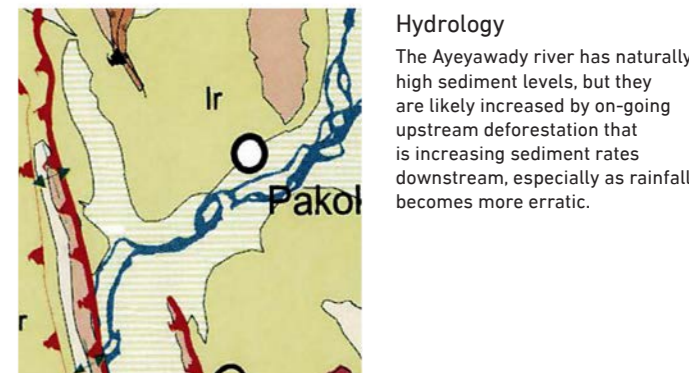 Ir
Pakok
r
Hydrology
The Ayeyawady river has naturally
high sediment levels, but they
are likely increased by on-going
upstream deforestation that
is increasing sediment rates
downstream, especially as rainfall
becomes more erratic.